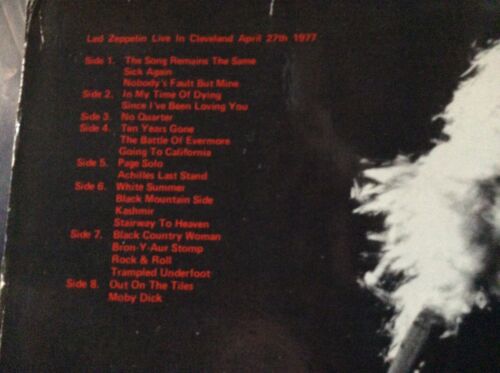 Led Zeppelin Live In Cleveland April 27th 1977
Side 1. The Song Remains The Same
Sick Again
Nobody's Fault But Mine
Side 2. In My Time Of Dying
Since I've Been Loving You
Side 3. No Quarter
Side 4. Ten Years Gone
The Battle Of Evermore
Going To California
Side 5. Page Solo
Achilles Last Stand
Side 6. White Summer
Black Mountain Side
Kashmir
Stairway To Heaven
Side 7. Black Country Woman
Bron-Y-Aur Stomp
Rock & Roll
Trampled Underfoot
Side 8. Out On The Tiles
Moby Dick